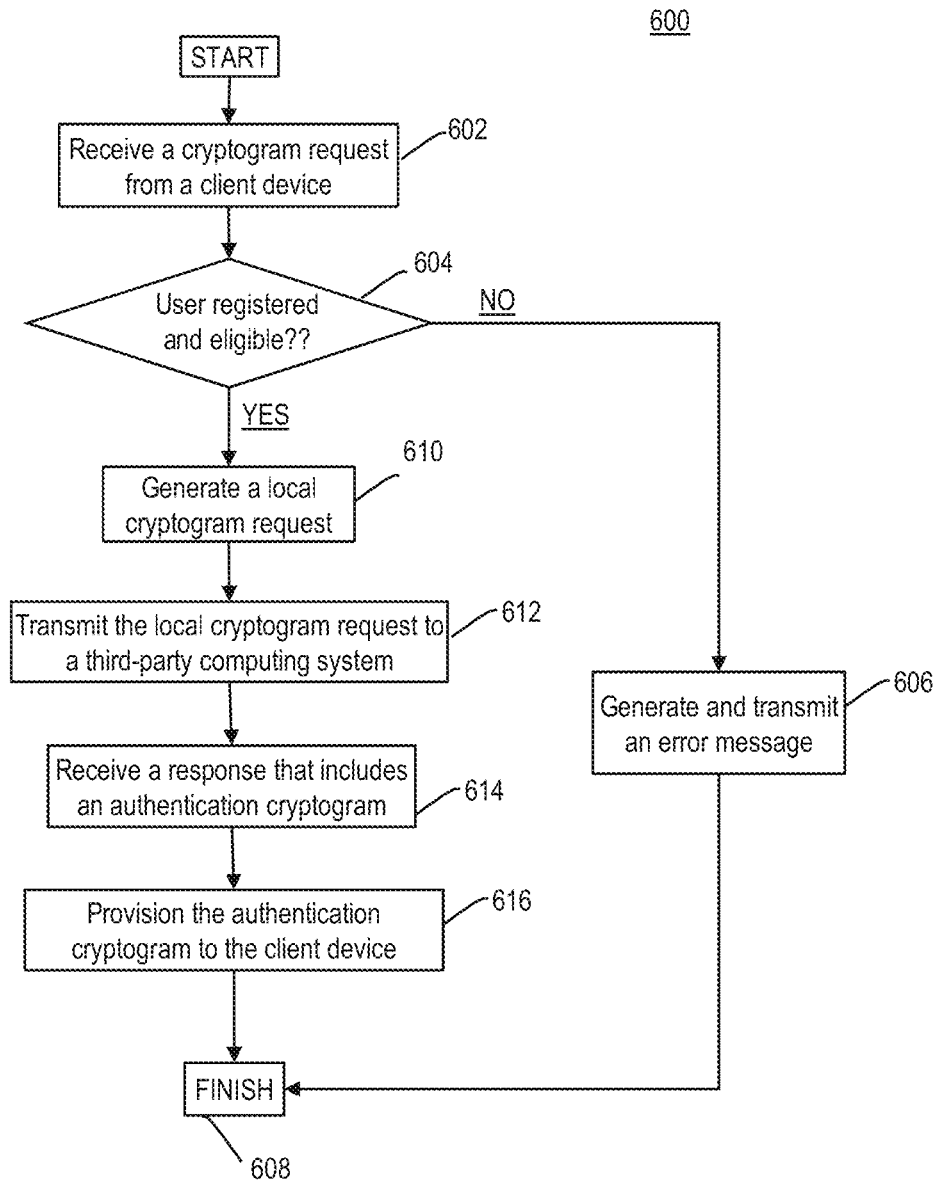 600
START
602
Receive a cryptogram request
from a client device
604
User registered
and eligible??
NO
YES
610
Generate a local
cryptogram request
612
Transmit the local cryptogram request to
a third-party computing system
606
Generate and transmit
an error message
Receive a response that includes
an authentication cryptogram
614
616
Provision the authentication
cryptogram to the client device
FINISH
608